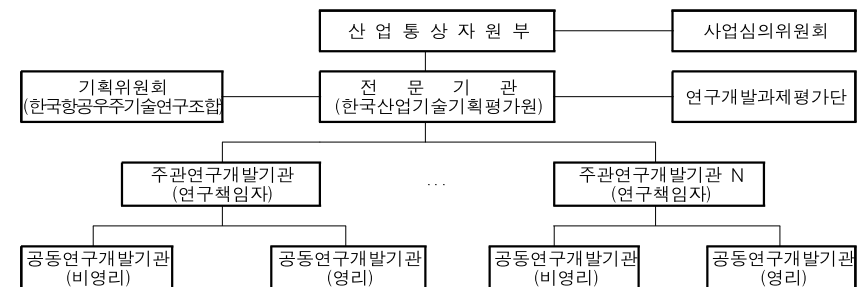 산 업 통 상 자 원 부
사업심의위원회
기획위원회
(한국항공우주기술연구조합)
전 문 기 관
(한국산업기술기획평가원)
연구개발과제평가단
주관연구개발기관
(연구책임자)
...
주관연구개발기관 N
(연구책임자)
공동연구개발기관
(비영리)
공동연구개발기관
(영리)
공동연구개발기관
(비영리)
공동연구개발기관
(영리)